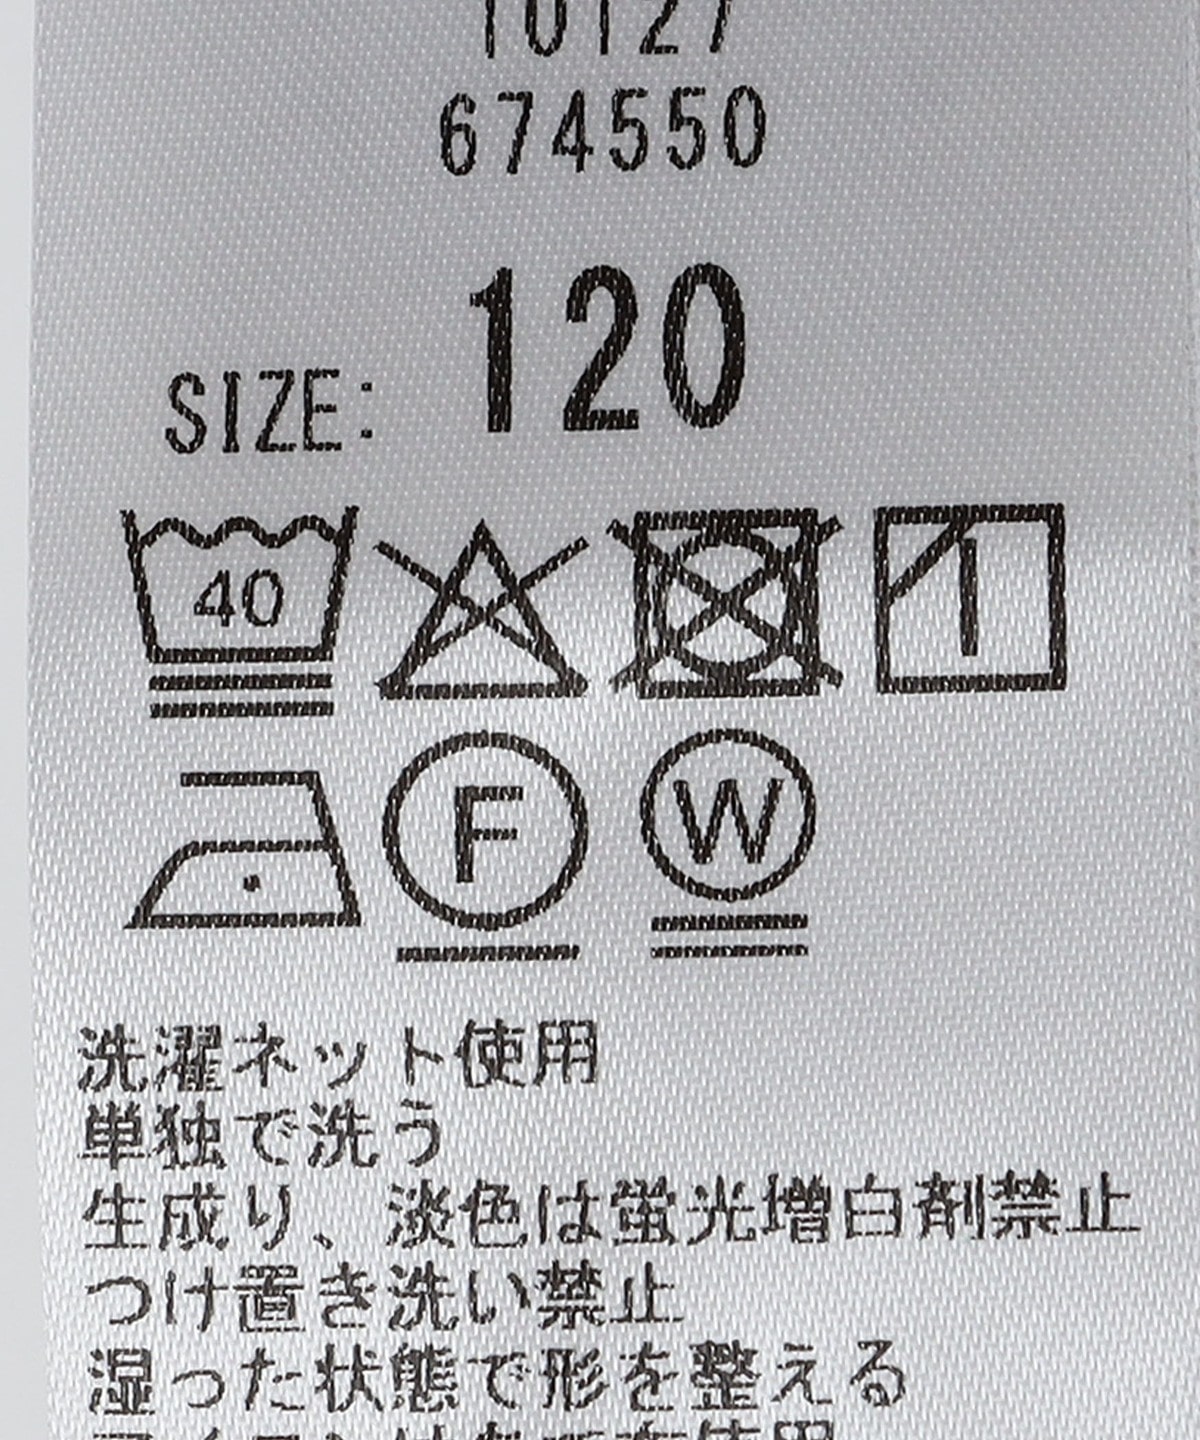 10127
674550
SIZE: 120
40
F W
洗濯ネット使用
単独で洗う
生成り、淡色は蛍光増白剤禁止
つけ置き洗い禁止
湿った状態で形を整える